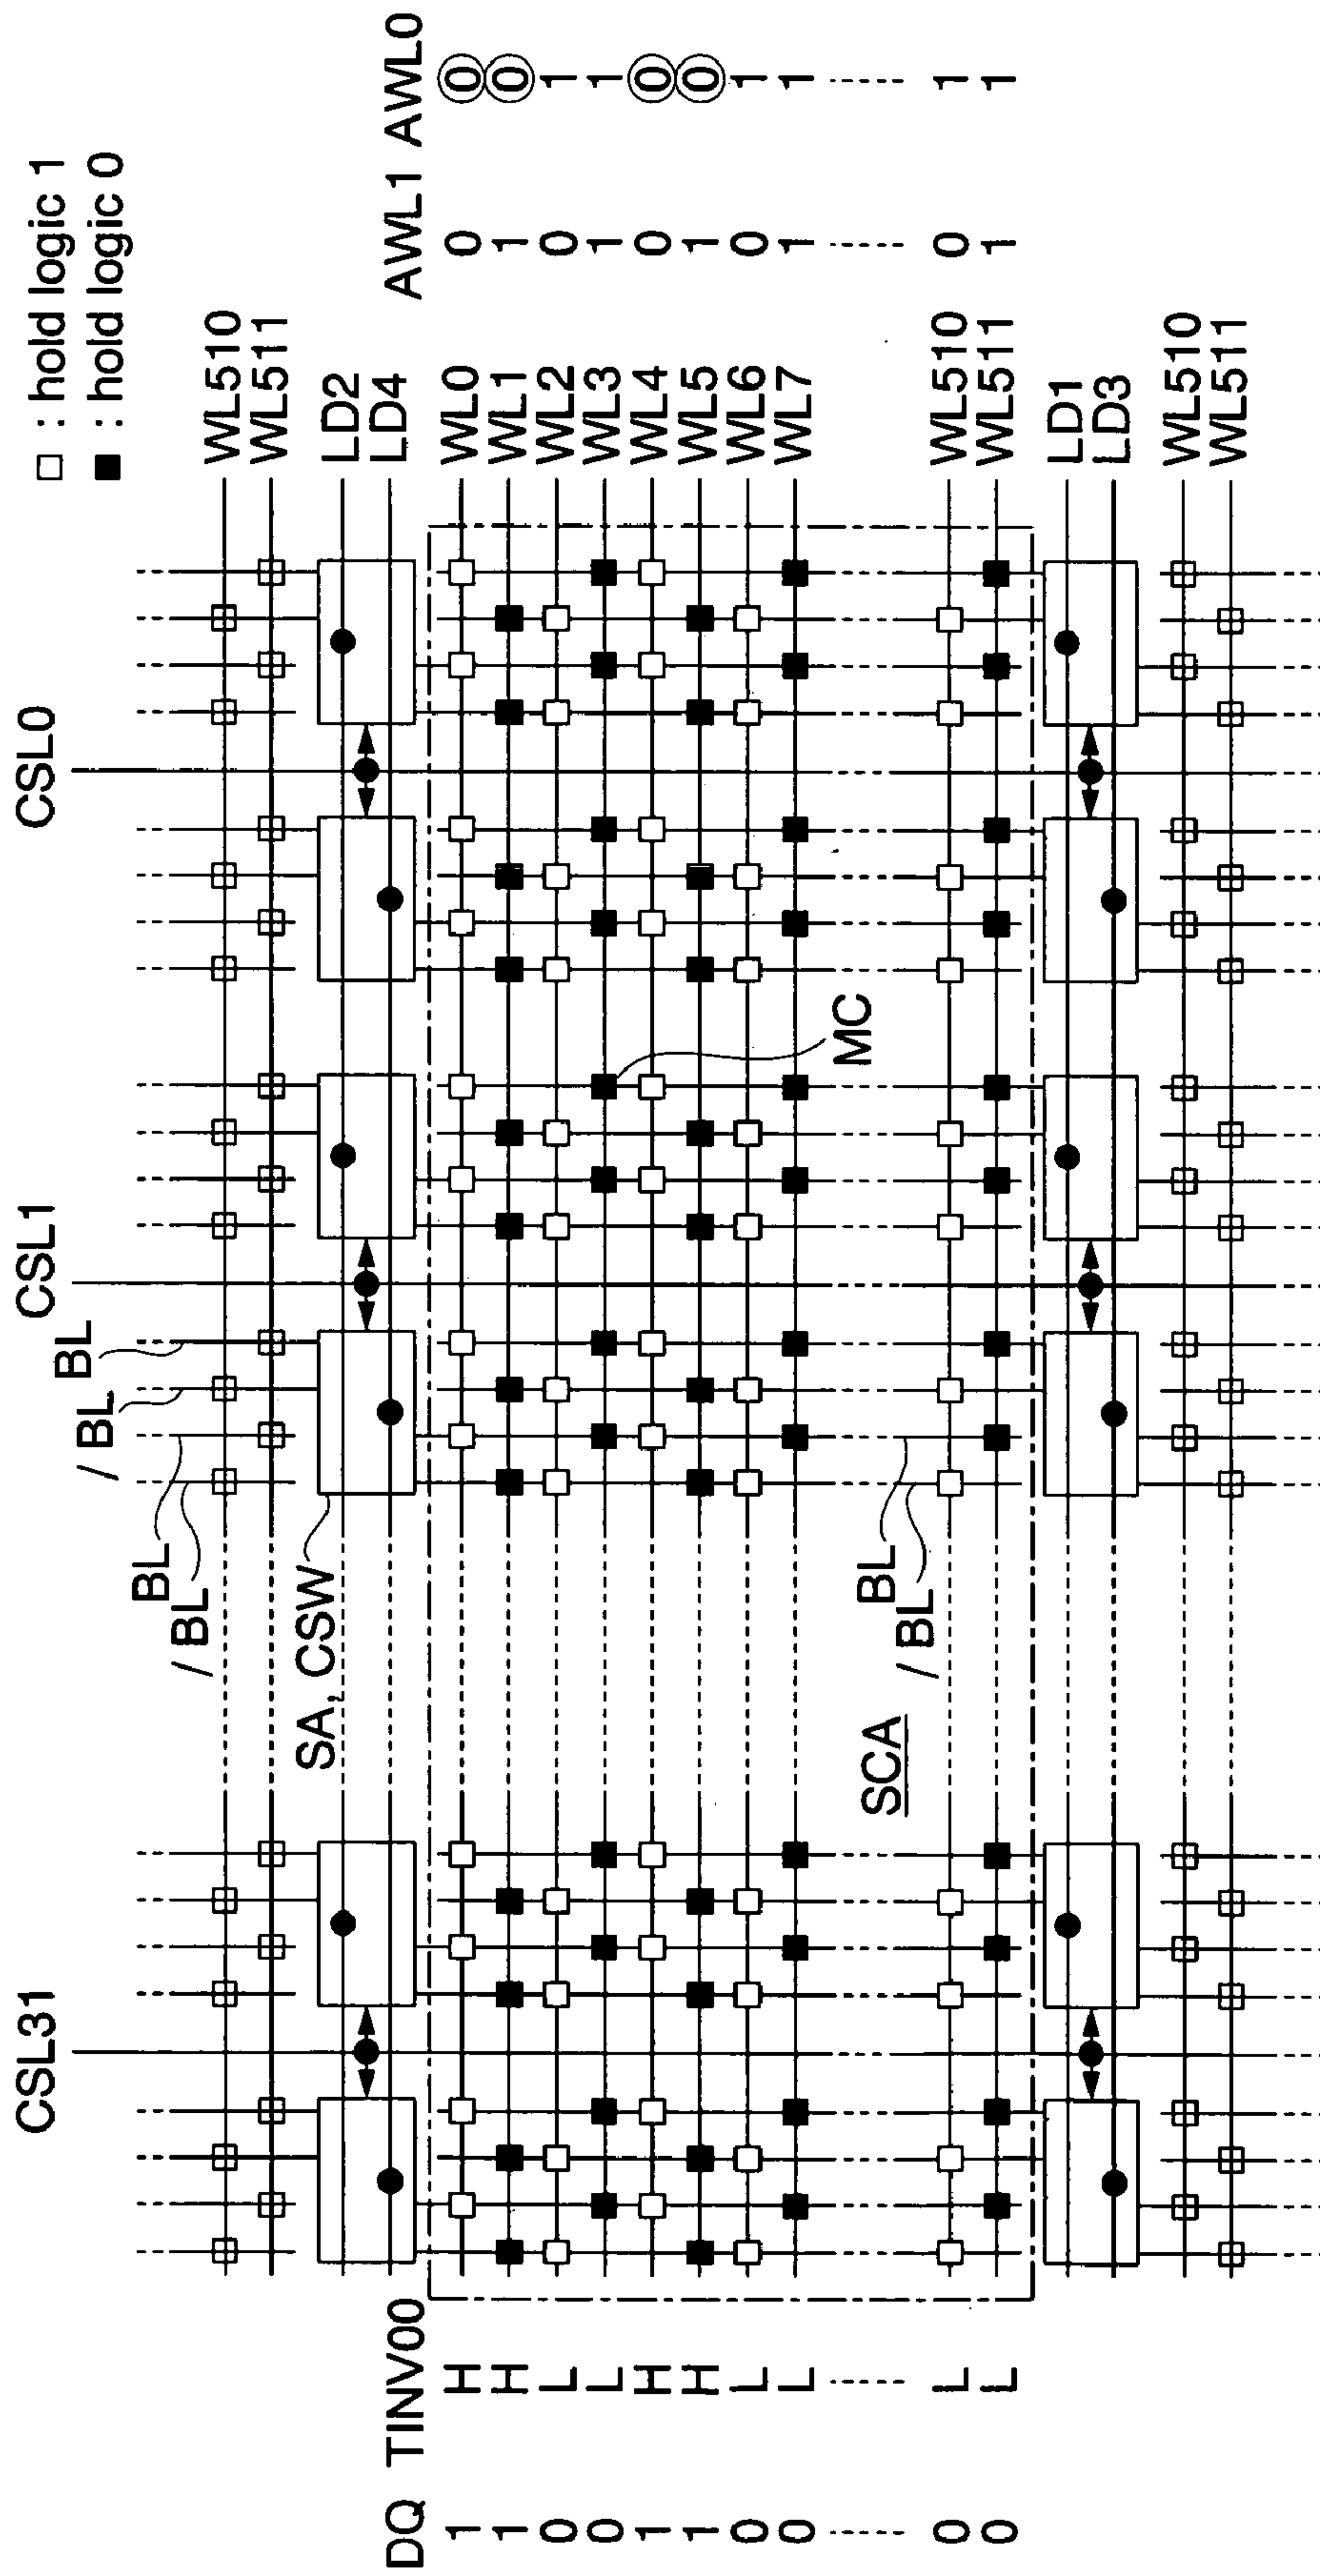 □ : hold logic 1
■ : hold logic 0
CSL31
CSL1
CSL0
BL
/ BL
BL
/ BL
WL510
WL511
SA, CSW
LD2
LD4
DQ TINV00
AWL1 AWL0
1 H WL0 0 0
1 H WL1 1 0
0 L WL2 0 1
0 L WL3 1 1
1 H WL4 0 0
1 H WL5 1 0
0 L WL6 0 1
0 L WL7 1 1
MC
SCA
BL
/ BL
0 L WL510 0 1
0 L WL511 1 1
LD1
LD3
WL510
WL511